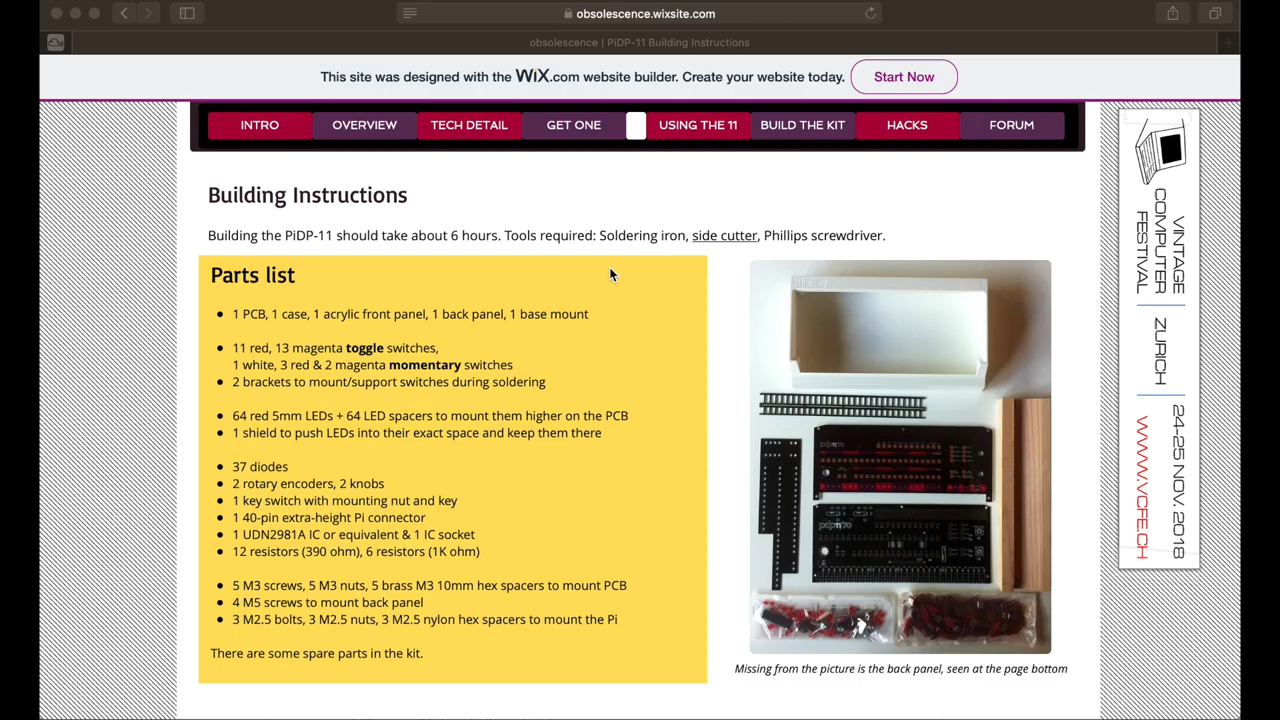 obsolescence.wixsite.com
obsolescence | PiDP-11 Building Instructions
This site was designed with the WiX.com website builder. Create your website today.
Start Now
INTRO
OVERVIEW
TECH DETAIL
GET ONE
USING THE 11
BUILD THE KIT
HACKS
FORUM
Building Instructions
Building the PiDP-11 should take about 6 hours. Tools required: Soldering iron, side cutter, Phillips screwdriver.
Parts list
1 PCB, 1 case, 1 acrylic front panel, 1 back panel, 1 base mount
11 red, 13 magenta toggle switches,
1 white, 3 red & 2 magenta momentary switches
2 brackets to mount/support switches during soldering
64 red 5mm LEDs + 64 LED spacers to mount them higher on the PCB
1 shield to push LEDs into their exact space and keep them there
37 diodes
2 rotary encoders, 2 knobs
1 key switch with mounting nut and key
1 40-pin extra-height Pi connector
1 UDN2981A IC or equivalent & 1 IC socket
12 resistors (390 ohm), 6 resistors (1K ohm)
5 M3 screws, 5 M3 nuts, 5 brass M3 10mm hex spacers to mount PCB
4 M5 screws to mount back panel
3 M2.5 bolts, 3 M2.5 nuts, 3 M2.5 nylon hex spacers to mount the Pi
There are some spare parts in the kit.
pdp11/70
pdp11/70
Missing from the picture is the back panel, seen at the page bottom
VINTAGE
COMPUTER
FESTIVAL
ZURICH
24-25 NOV. 2018
WWW.VCFE.CH